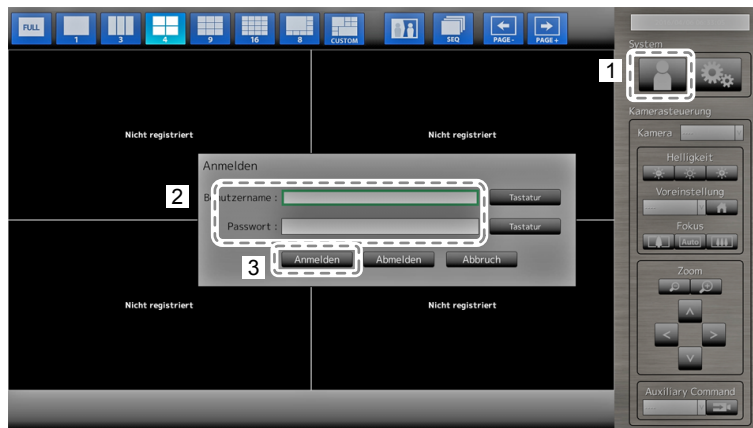 FULL
1
3
4
9
16
8
CUSTOM
SEQ
PAGE -
PAGE +
System
1
Kamerasteuerung
Kamera
Helligkeit
Voreinstellung
Fokus
Auto
Zoom
Auxiliary Command
Nicht registriert
Nicht registriert
Anmelden
2
Benutzername :
Tastatur
Passwort :
Tastatur
3
Anmelden
Abmelden
Abbruch
Nicht registriert
Nicht registriert